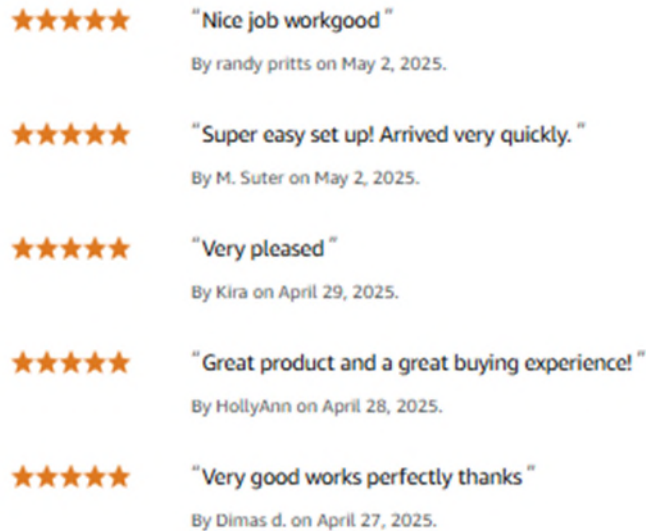 “Nice job workgood”
By randy pritts on May 2, 2025.
“Super easy set up! Arrived very quickly.”
By M. Suter on May 2, 2025.
“Very pleased”
By Kira on April 29, 2025.
“Great product and a great buying experience!”
By HollyAnn on April 28, 2025.
“Very good works perfectly thanks”
By Dimas d. on April 27, 2025.